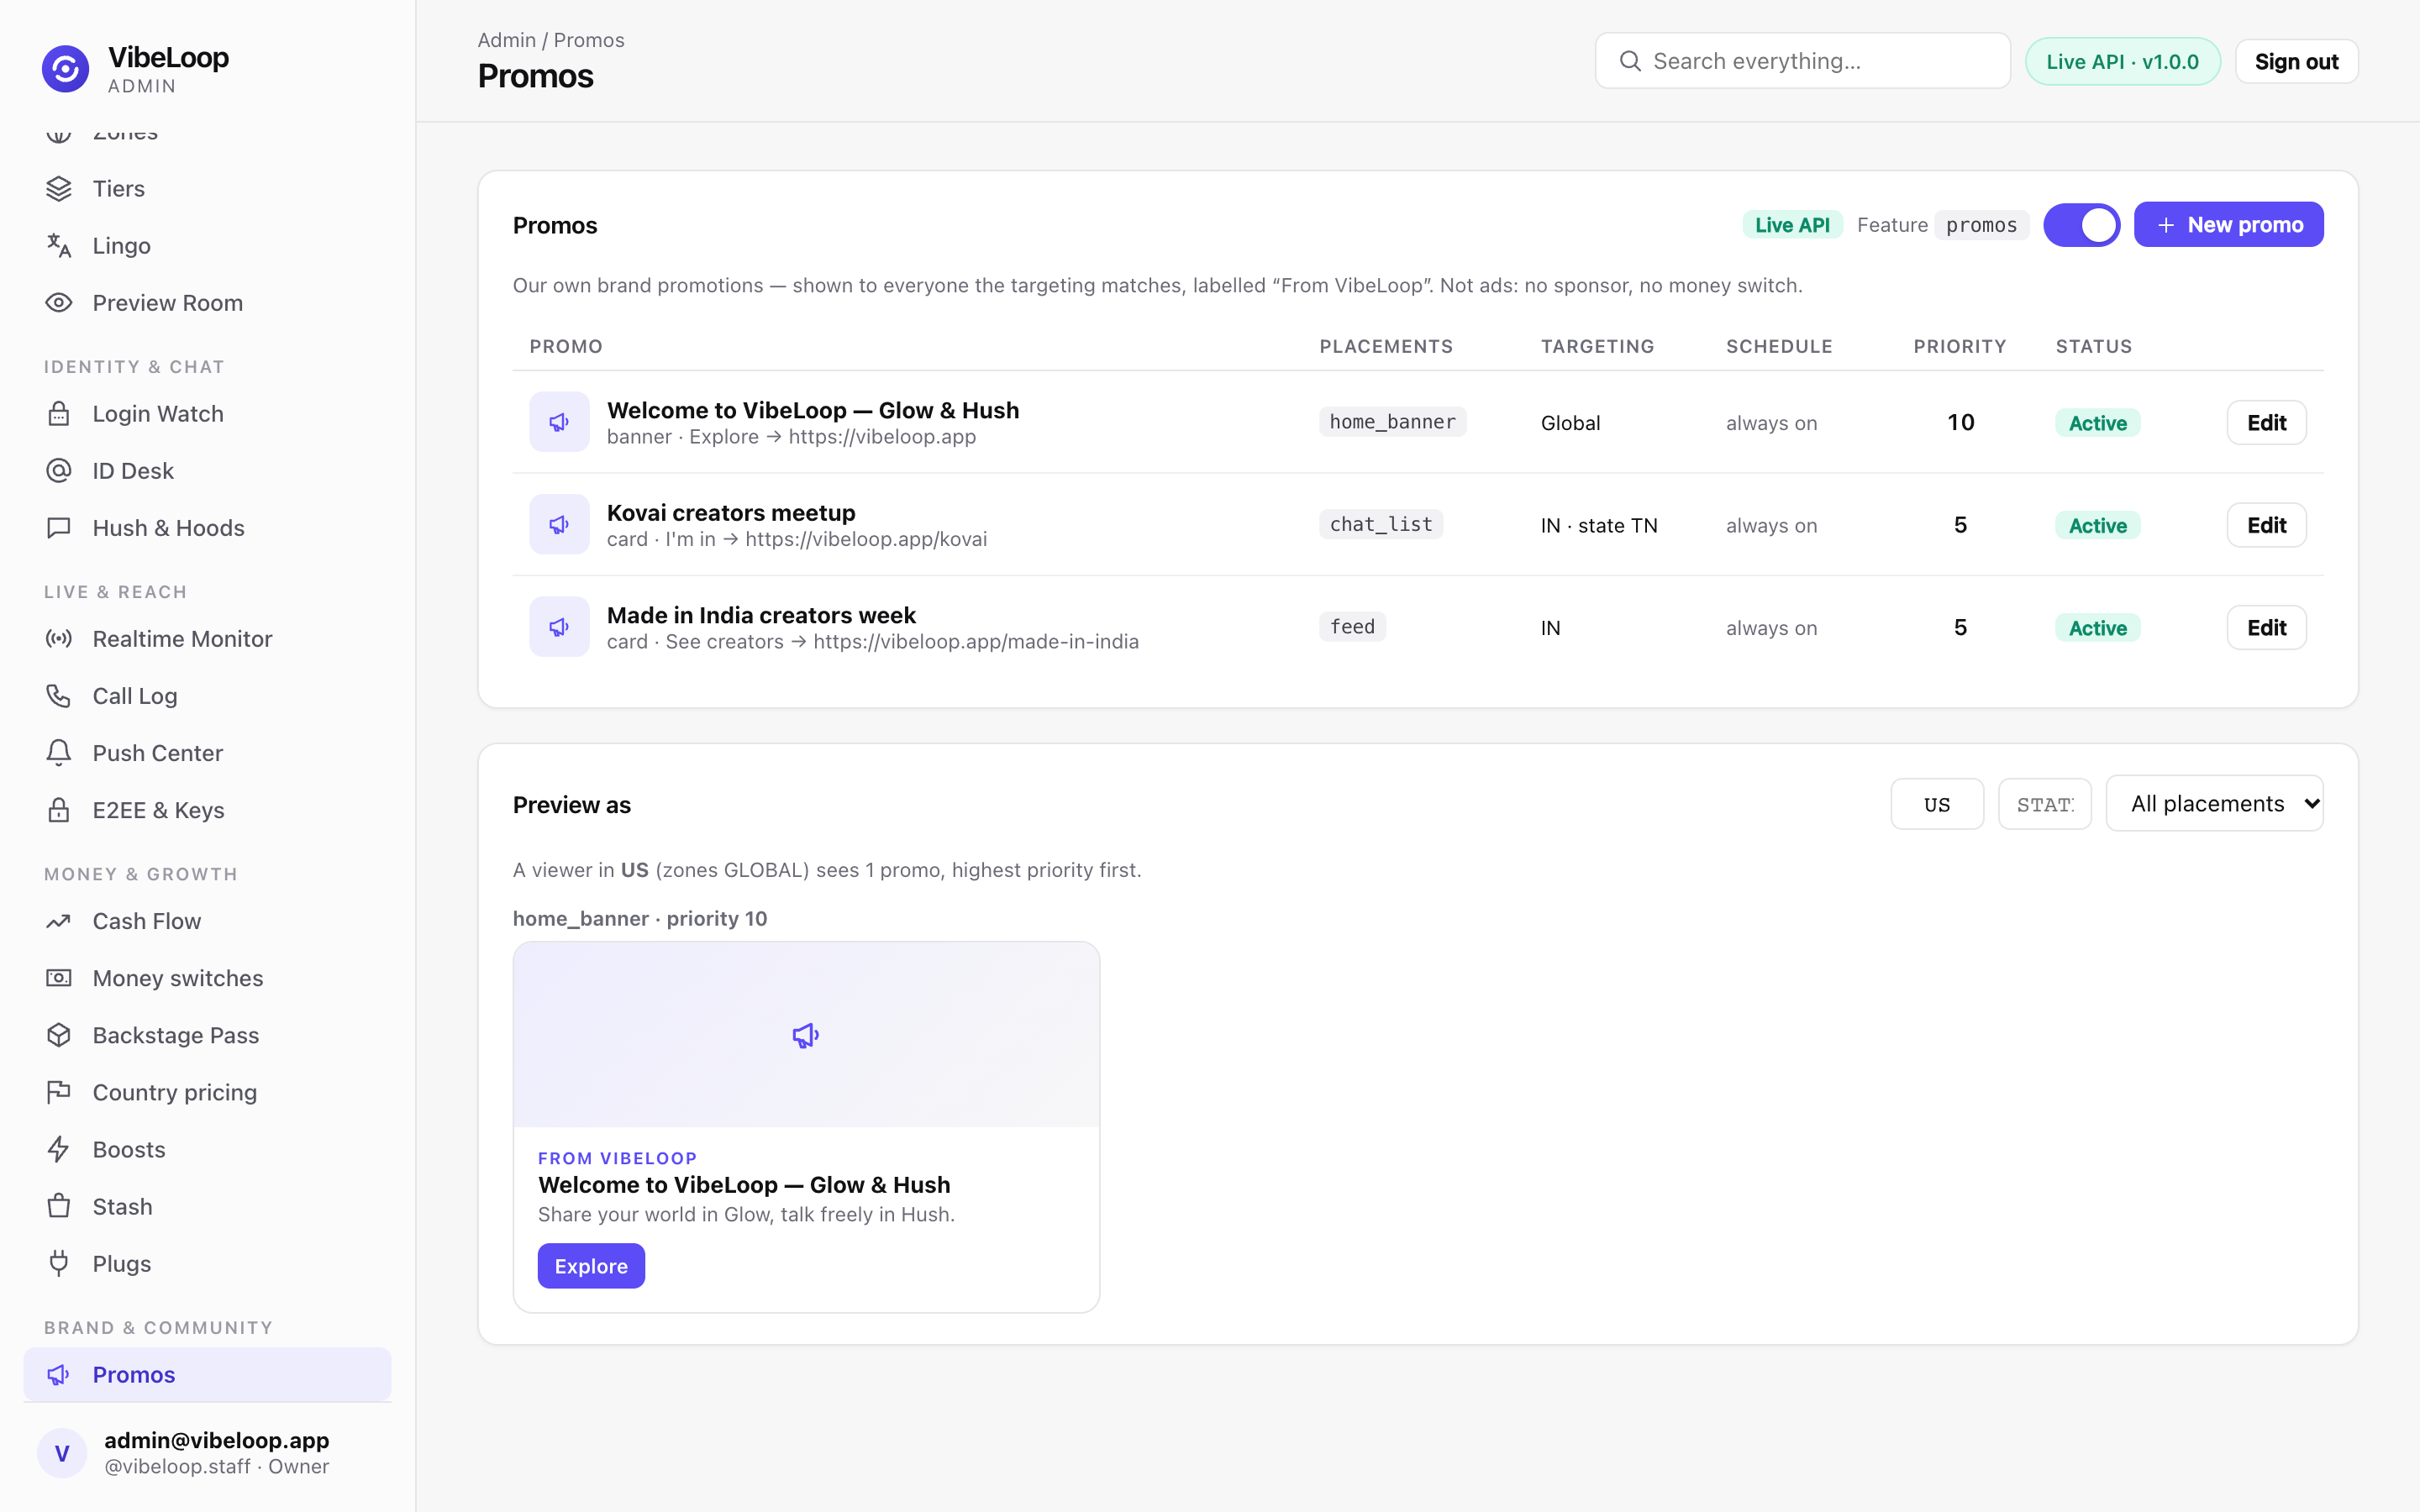 VibeLoop
ADMIN
Zones
Tiers
Lingo
Preview Room
IDENTITY & CHAT
Login Watch
ID Desk
Hush & Hoods
LIVE & REACH
Realtime Monitor
Call Log
Push Center
E2EE & Keys
MONEY & GROWTH
Cash Flow
Money switches
Backstage Pass
Country pricing
Boosts
Stash
Plugs
BRAND & COMMUNITY
Promos
V
admin@vibeloop.app
@vibeloop.staff · Owner
Admin / Promos
Promos
Search everything...
Live API · v1.0.0
Sign out
Promos
Live API Feature promos
+ New promo
Our own brand promotions — shown to everyone the targeting matches, labelled “From VibeLoop”. Not ads: no sponsor, no money switch.
PROMO PLACEMENTS TARGETING SCHEDULE PRIORITY STATUS
Welcome to VibeLoop — Glow & Hush
banner · Explore → https://vibeloop.app
home_banner Global always on 10 Active Edit
Kovai creators meetup
card · I'm in → https://vibeloop.app/kovai
chat_list IN · state TN always on 5 Active Edit
Made in India creators week
card · See creators → https://vibeloop.app/made-in-india
feed IN always on 5 Active Edit
Preview as
US
STAT
All placements
A viewer in US (zones GLOBAL) sees 1 promo, highest priority first.
home_banner · priority 10
FROM VIBELOOP
Welcome to VibeLoop — Glow & Hush
Share your world in Glow, talk freely in Hush.
Explore